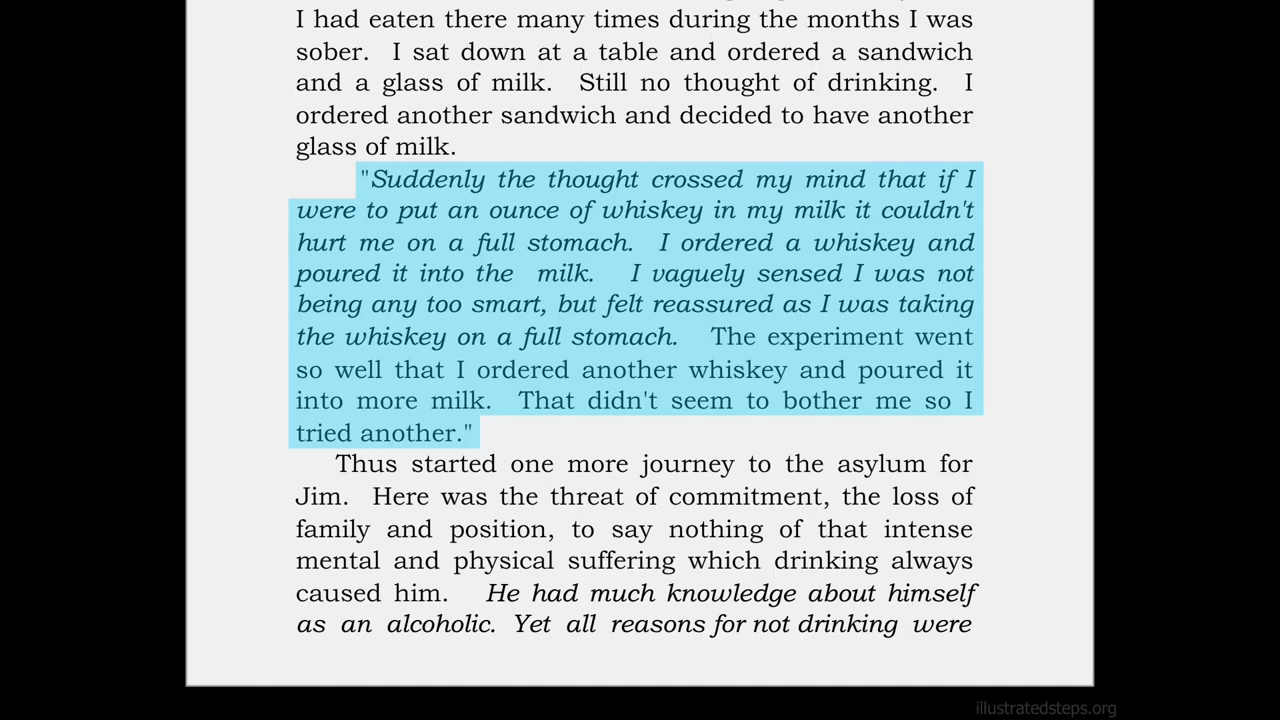 I had eaten there many times during the months I was
sober. I sat down at a table and ordered a sandwich
and a glass of milk. Still no thought of drinking. I
ordered another sandwich and decided to have another
glass of milk.
"Suddenly the thought crossed my mind that if I
were to put an ounce of whiskey in my milk it couldn't
hurt me on a full stomach. I ordered a whiskey and
poured it into the milk. I vaguely sensed I was not
being any too smart, but felt reassured as I was taking
the whiskey on a full stomach. The experiment went
so well that I ordered another whiskey and poured it
into more milk. That didn't seem to bother me so I
tried another."
Thus started one more journey to the asylum for
Jim. Here was the threat of commitment, the loss of
family and position, to say nothing of that intense
mental and physical suffering which drinking always
caused him. He had much knowledge about himself
as an alcoholic. Yet all reasons for not drinking were
illustratedsteps.org